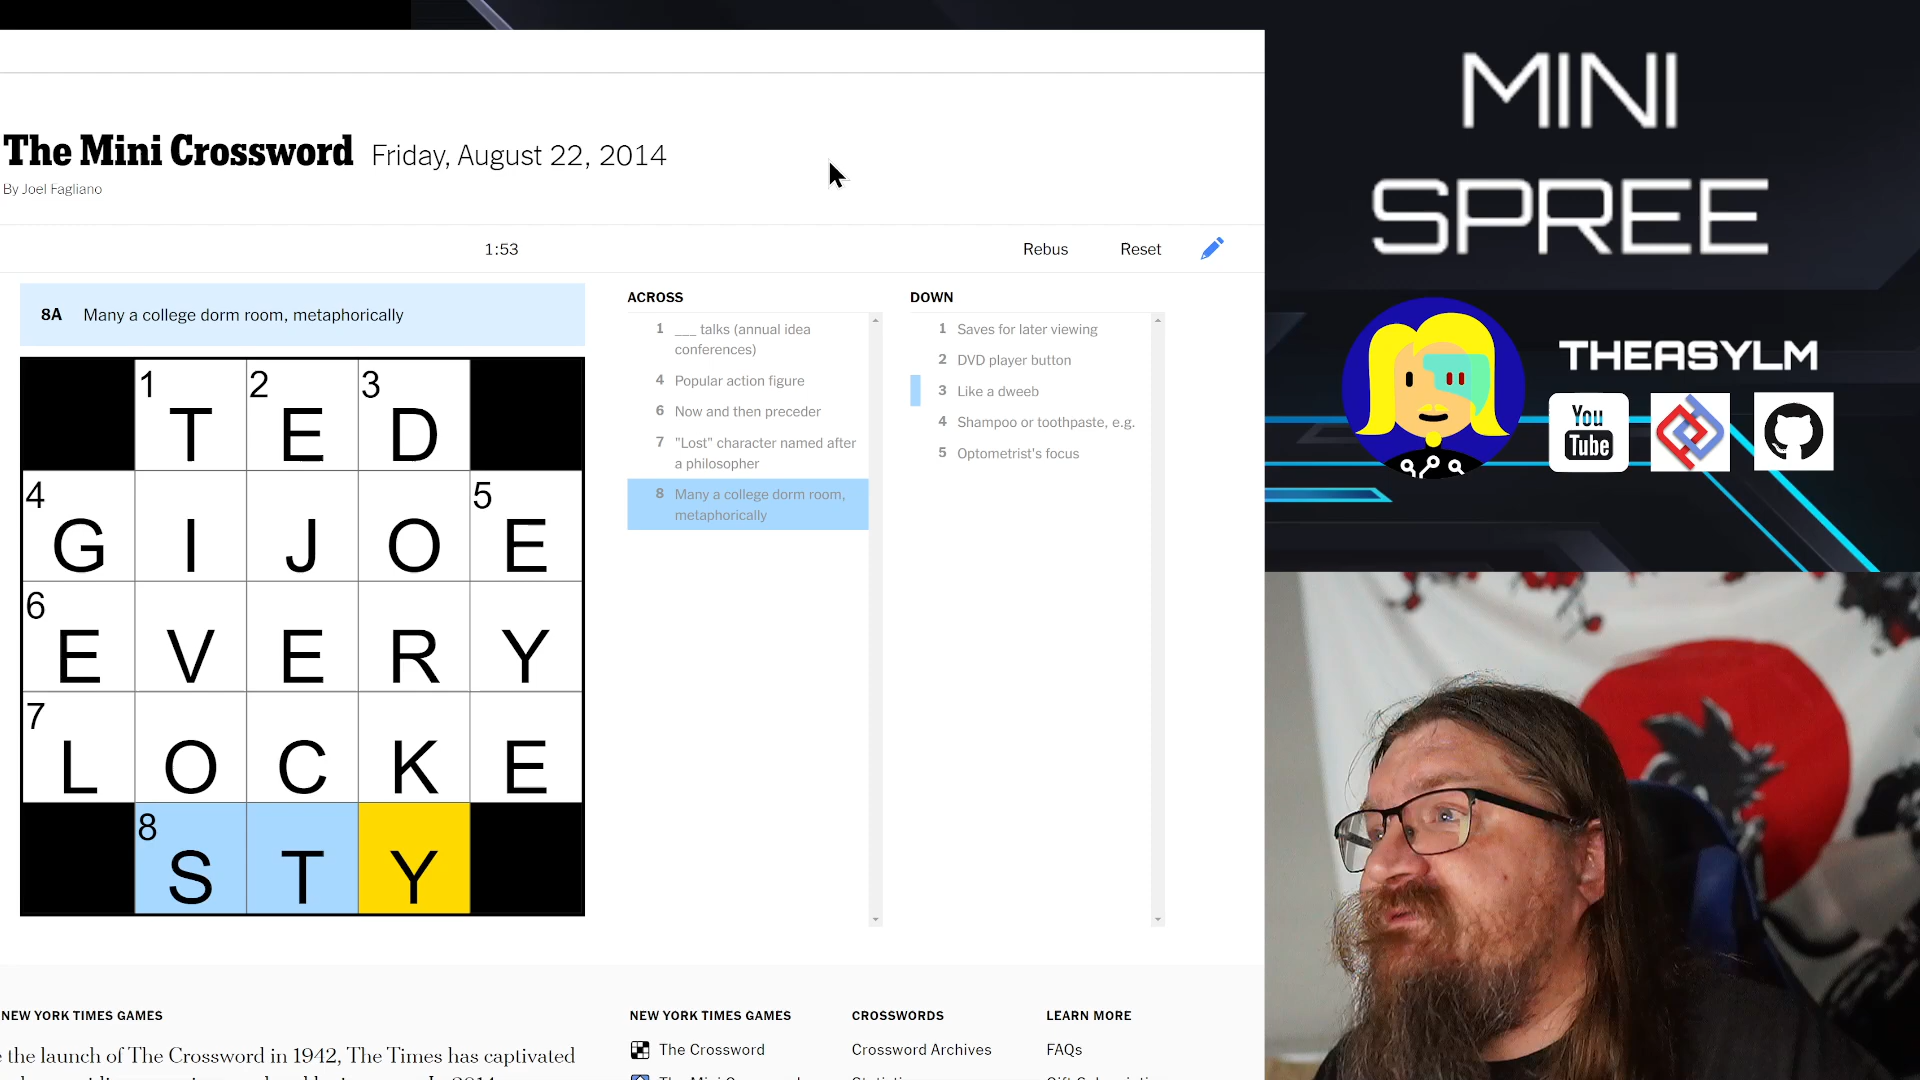 The Mini Crossword Friday, August 22, 2014
By Joel Fagliano
1:53
Rebus
Reset
8A Many a college dorm room, metaphorically
1 T 2 E 3 D
4 G I J O 5 E
6 E V E R Y
7 L O C K E
8 S T Y
ACROSS
1 ___ talks (annual idea
conferences)
4 Popular action figure
6 Now and then preceder
7 "Lost" character named after
a philosopher
8 Many a college dorm room,
metaphorically
DOWN
1 Saves for later viewing
2 DVD player button
3 Like a dweeb
4 Shampoo or toothpaste, e.g.
5 Optometrist's focus
NEW YORK TIMES GAMES
the launch of The Crossword in 1942, The Times has captivated
NEW YORK TIMES GAMES
The Crossword
CROSSWORDS
Crossword Archives
LEARN MORE
FAQs
MINI
SPREE
THEASYLM
You
Tube